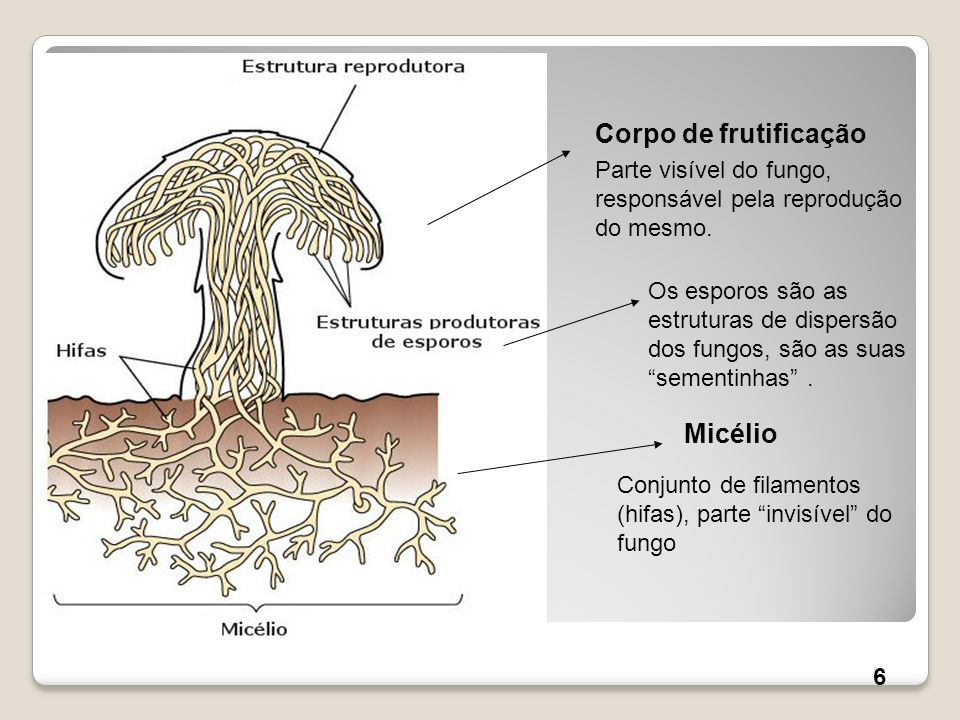 Estrutura reprodutora
Estruturas produtoras
de esporos
Hifas
Micélio
Corpo de frutificação
Parte visível do fungo,
responsável pela reprodução
do mesmo.
Os esporos são as
estruturas de dispersão
dos fungos, são as suas
“sementinhas” .
Micélio
Conjunto de filamentos
(hifas), parte “invisível” do
fungo
6